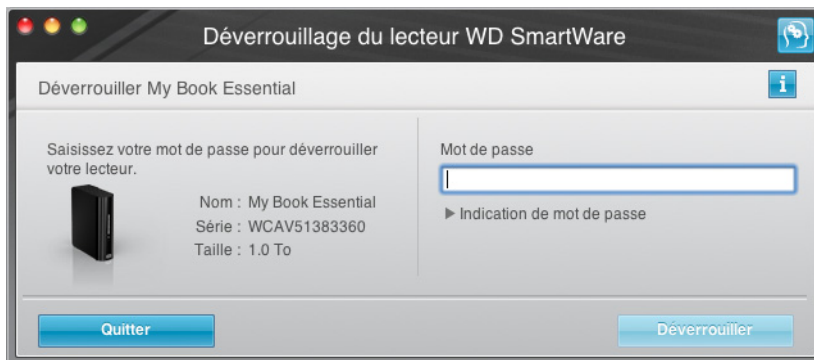 Déverrouillage du lecteur WD SmartWare
Déverrouiller My Book Essential
i
Saisissez votre mot de passe pour déverrouiller
votre lecteur.
Nom : My Book Essential
Série : WCAV51383360
Taille : 1.0 To
Mot de passe
Indication de mot de passe
Quitter
Déverrouiller